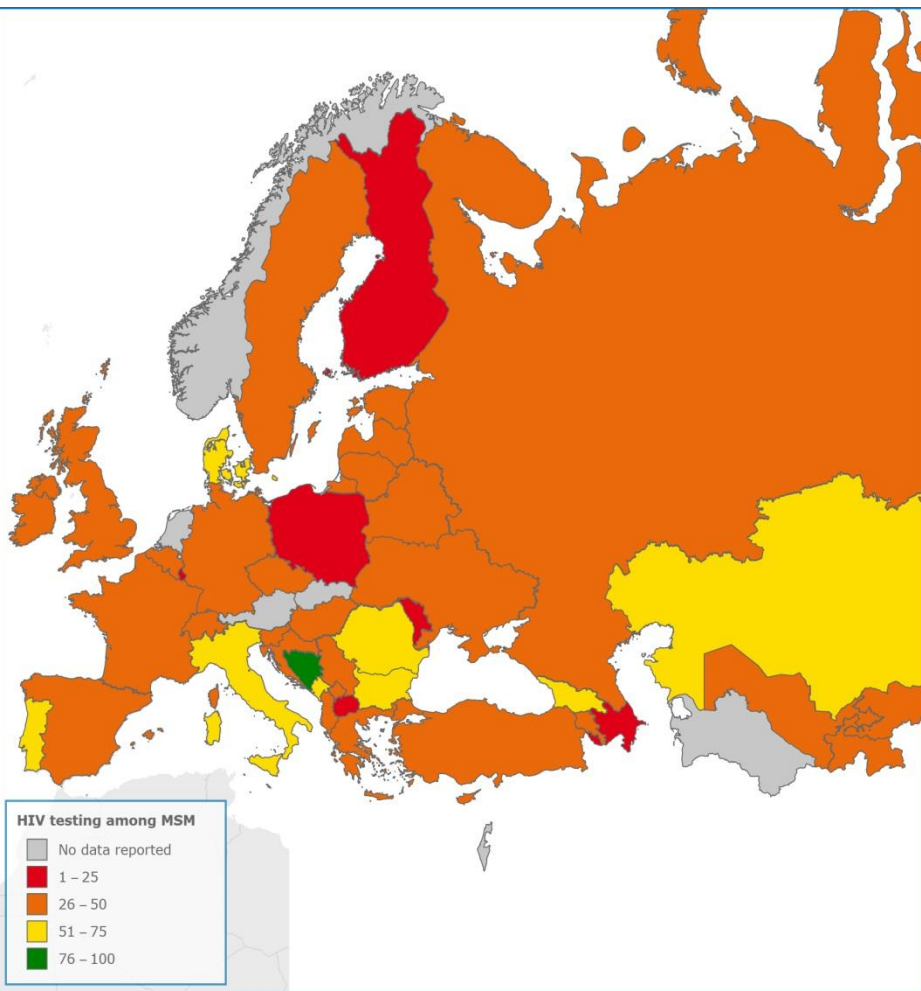 HIV testing among MSM
No data reported
1 – 25
26 – 50
51 – 75
76 – 100